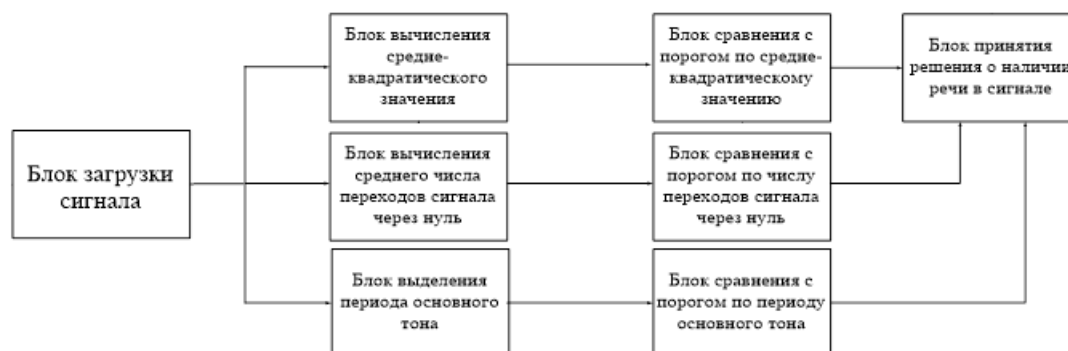 Блок загрузки
сигнала
Блок вычисления
средне-
квадратического
значения
Блок сравнения с
порогом по средне-
квадратическому
значению
Блок принятия
решения о наличии
речи в сигнале
Блок вычисления
среднего числа
переходов сигнала
через нуль
Блок сравнения с
порогом по числу
переходов сигнала
через нуль
Блок выделения
периода основного
тона
Блок сравнения с
порогом по периоду
основного тона